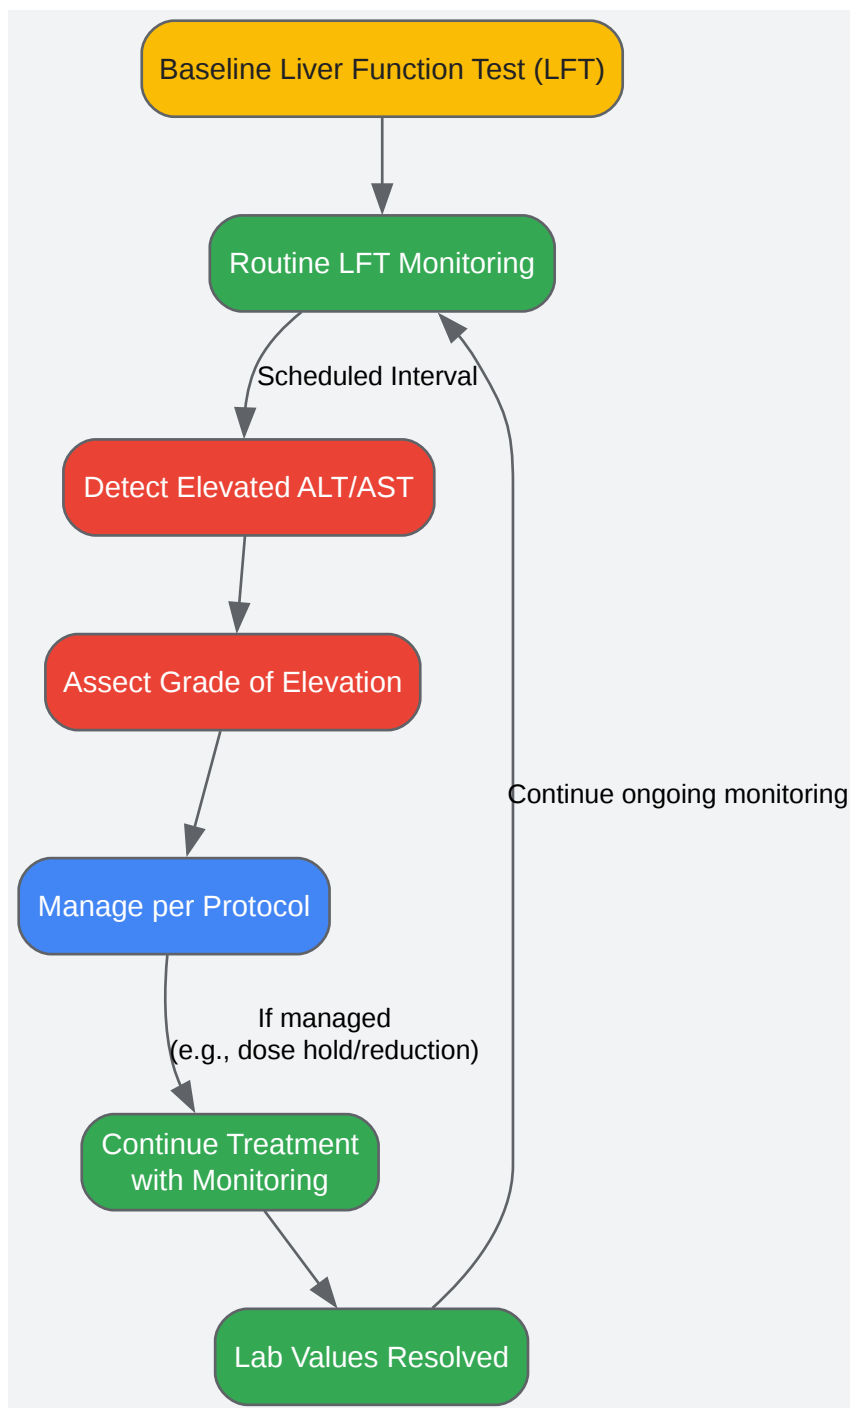 Baseline Liver Function Test (LFT)
Routine LFT Monitoring
Scheduled Interval
Detect Elevated ALT/AST
Assect Grade of Elevation
Continue ongoing monitoring
Manage per Protocol
If managed
(e.g., dose hold/reduction)
Continue Treatment
with Monitoring
Lab Values Resolved